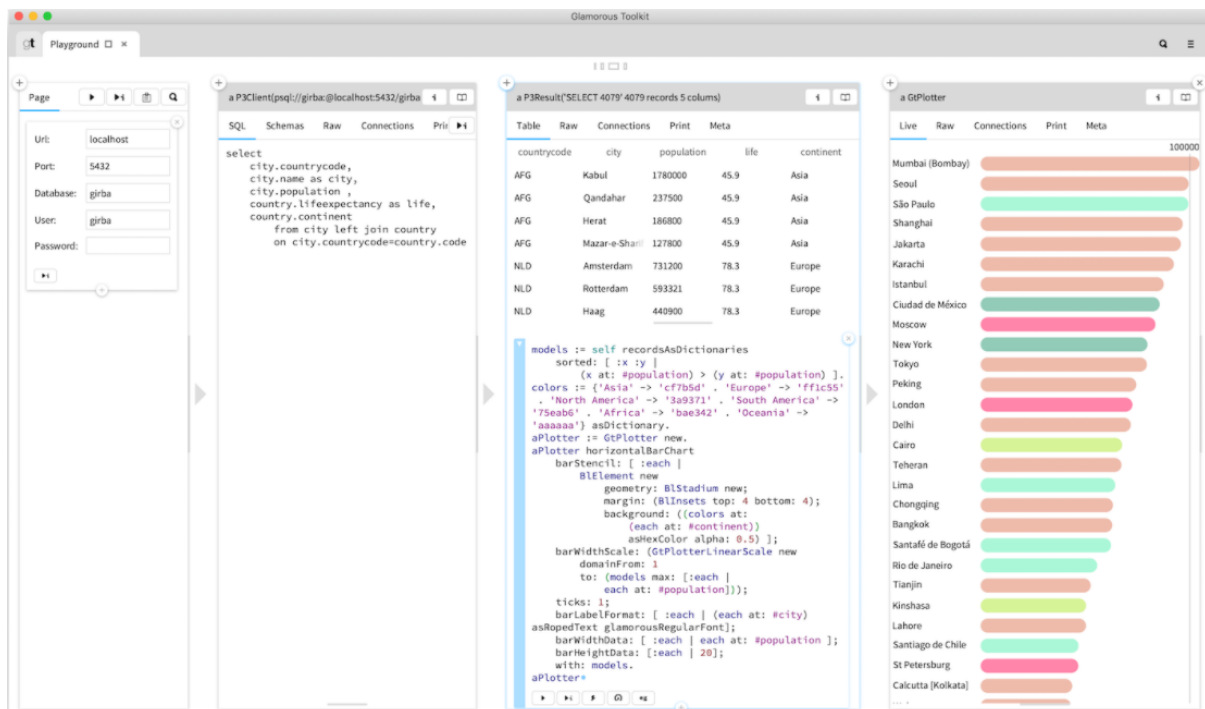 Glamorous Toolkit
gt
Playground
Page
Url: localhost
Port: 5432
Database: girba
User: girba
Password:
a P3Client(psql://girba:@localhost:5432/girba
SQL Schemas Raw Connections Prir
select
city.countrycode,
city.name as city,
city.population ,
country.lifeexpectancy as life,
country.continent
from city left join country
on city.countrycode=country.code
a P3Result('SELECT 4079' 4079 records 5 colums)
Table Raw Connections Print Meta
countrycode city population life continent
AFG Kabul 1780000 45.9 Asia
AFG Qandahar 237500 45.9 Asia
AFG Herat 186800 45.9 Asia
AFG Mazar-e-Sharif 127800 45.9 Asia
NLD Amsterdam 731200 78.3 Europe
NLD Rotterdam 593321 78.3 Europe
NLD Haag 440900 78.3 Europe
models := self recordsAsDictionaries
sorted: [ :x :y |
(x at: #population) > (y at: #population) ].
colors := {'Asia' -> 'cf7b5d' . 'Europe' -> 'ff1c55'
. 'North America' -> '3a9371' . 'South America' ->
'75eab6' . 'Africa' -> 'bae342' . 'Oceania' ->
'aaaaaa'} asDictionary.
aPlotter := GtPlotter new.
aPlotter horizontalBarChart
barStencil: [ :each |
BlElement new
geometry: BlStadium new;
margin: (BlInsets top: 4 bottom: 4);
background: ((colors at:
(each at: #continent))
asHexColor alpha: 0.5) ];
barWidthScale: (GtPlotterLinearScale new
domainFrom: 1
to: (models max: [:each |
each at: #population]));
ticks: 1;
barLabelFormat: [ :each | (each at: #city)
asRopedText glamorousRegularFont];
barWidthData: [ :each | each at: #population ];
barHeightData: [:each | 20];
with: models.
aPlotter
a GtPlotter
Live Raw Connections Print Meta
100000
Mumbai (Bombay)
Seoul
São Paulo
Shanghai
Jakarta
Karachi
Istanbul
Ciudad de México
Moscow
New York
Tokyo
Peking
London
Delhi
Cairo
Teheran
Lima
Chongqing
Bangkok
Santafé de Bogotá
Rio de Janeiro
Tianjin
Kinshasa
Lahore
Santiago de Chile
St Petersburg
Calcutta [Kolkata]